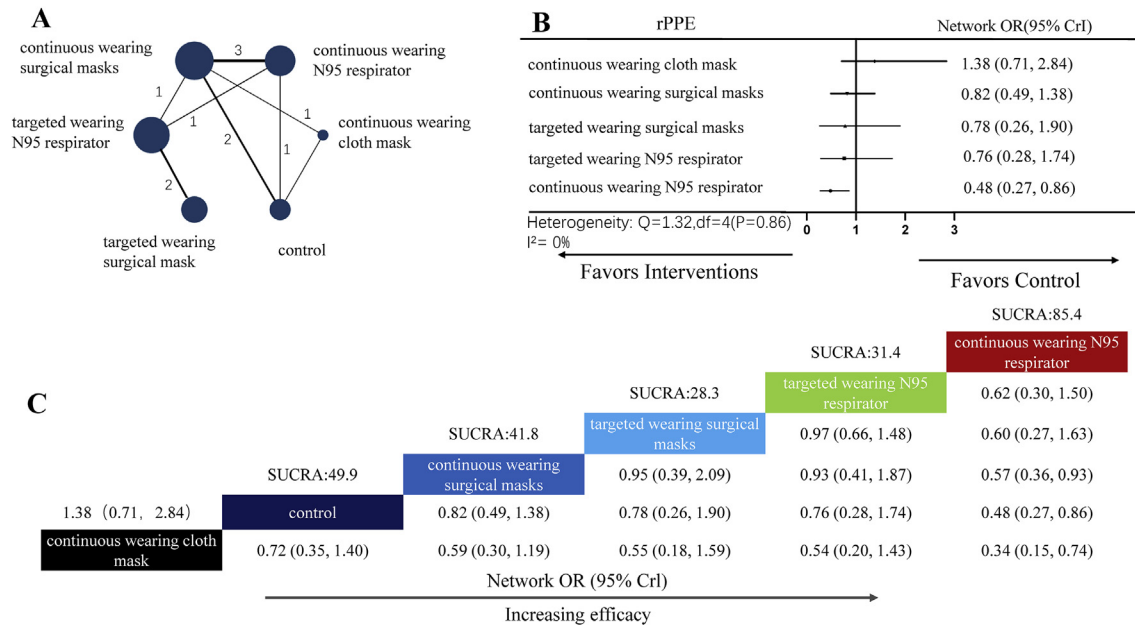 A
continuous wearing
surgical masks
3
continuous wearing
N95 respirator
1
1
1
targeted wearing
N95 respirator
continuous wearing
cloth mask
2
1
2
targeted wearing
surgical mask
control
B
rPPE
Network OR(95% CrI)
continuous wearing cloth mask
1.38 (0.71, 2.84)
continuous wearing surgical masks
0.82 (0.49, 1.38)
targeted wearing surgical masks
0.78 (0.26, 1.90)
targeted wearing N95 respirator
0.76 (0.28, 1.74)
continuous wearing N95 respirator
0.48 (0.27, 0.86)
Heterogeneity: Q=1.32,df=4(P=0.86)
I²= 0%
0 1 2 3
Favors Interventions
Favors Control
C
SUCRA:85.4
continuous wearing N95
respirator
SUCRA:31.4
targeted wearing N95
respirator
0.62 (0.30, 1.50)
SUCRA:28.3
targeted wearing surgical
masks
0.97 (0.66, 1.48)
0.60 (0.27, 1.63)
SUCRA:41.8
continuous wearing
surgical masks
0.95 (0.39, 2.09)
0.93 (0.41, 1.87)
0.57 (0.36, 0.93)
SUCRA:49.9
1.38（0.71, 2.84）
control
0.82 (0.49, 1.38)
0.78 (0.26, 1.90)
0.76 (0.28, 1.74)
0.48 (0.27, 0.86)
continuous wearing cloth
mask
0.72 (0.35, 1.40)
0.59 (0.30, 1.19)
0.55 (0.18, 1.59)
0.54 (0.20, 1.43)
0.34 (0.15, 0.74)
Network OR (95% Crl)
Increasing efficacy